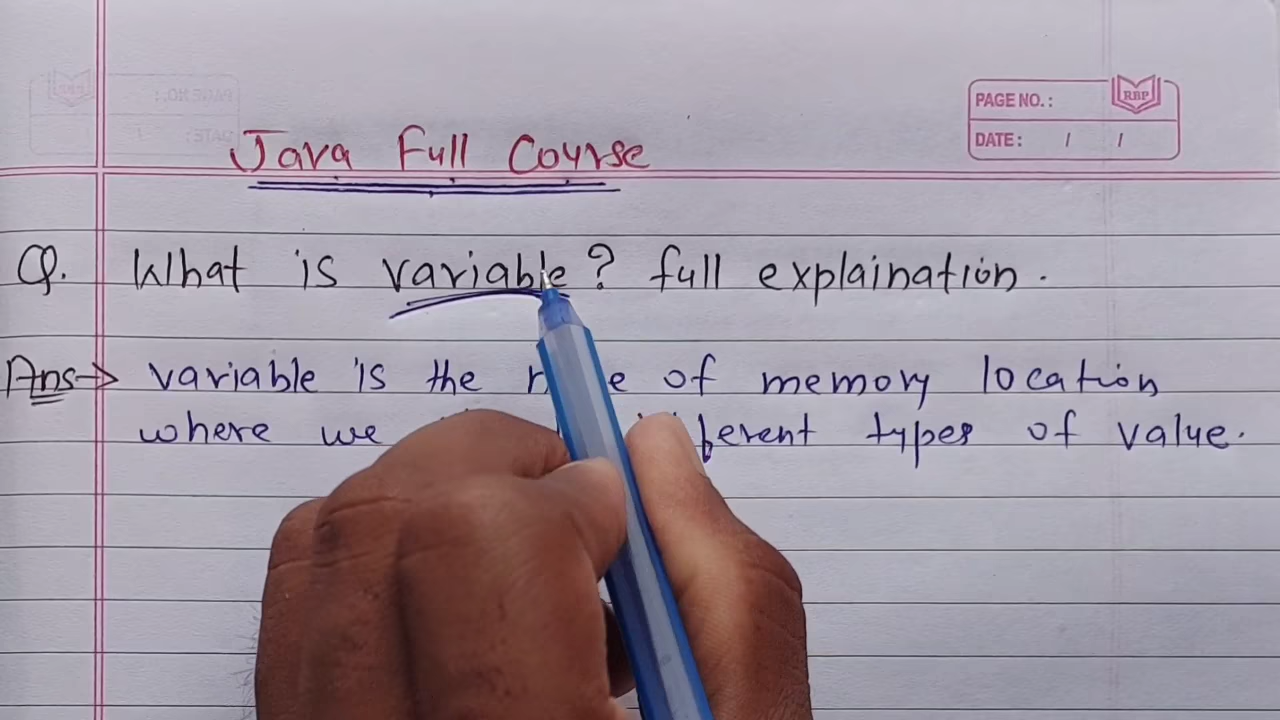 PAGE NO. :
RBP
DATE : / /
Java Full Course
Q. What is variable? full explaination.
Ans→ variable is the of memory location
where we types of value.